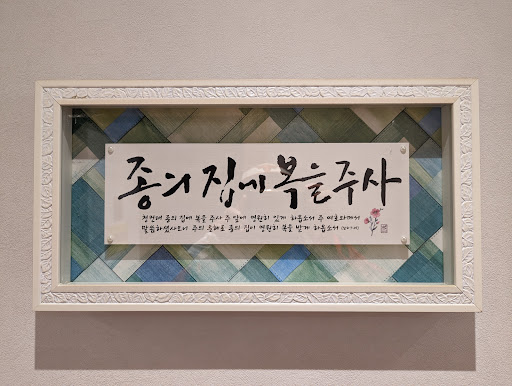 종의 집에 복을 주사
청컨대 종의 집에 복을 주사 주 앞에 영원히 있게 하옵소서 주 여호와께서
말씀하셨사오니 주의 은혜로 종의 집이 영원히 복을 받게 하옵소서